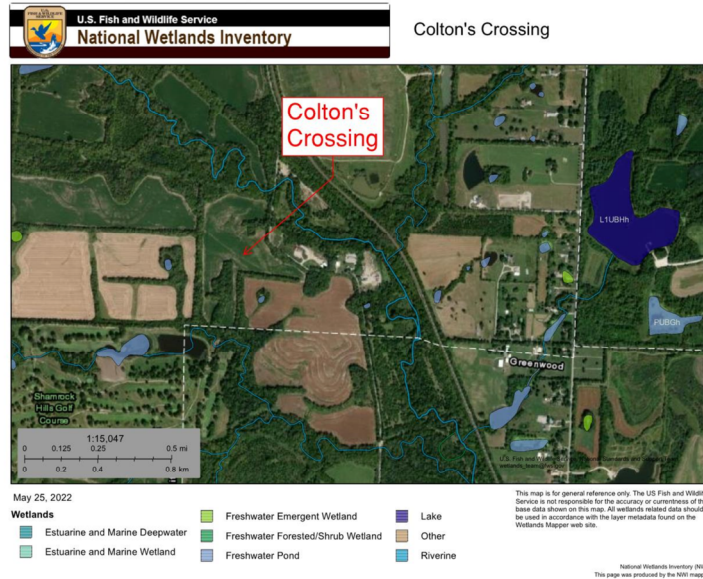 U.S. Fish and Wildlife Service
National Wetlands Inventory
Colton's Crossing
Colton's
Crossing
L1UBHh
PUBGh
Greenwood
Shamrock
Hills Golf
Course
1:15,047
0 0.125 0.25 0.5 mi
0 0.2 0.4 0.8 km
U.S. Fish and
May 25, 2022
This map is for general reference only. The US Fish and Wildlife
Service is not responsible for the accuracy or currentness of the
base data shown on this map. All wetlands related data should
be used in accordance with the layer metadata found on the
Wetlands Mapper web site.
Wetlands
Estuarine and Marine Deepwater
Estuarine and Marine Wetland
Freshwater Emergent Wetland
Freshwater Forested/Shrub Wetland
Freshwater Pond
Lake
Other
Riverine
National Wetlands Inventory (NW
This page was produced by the NWI mapp